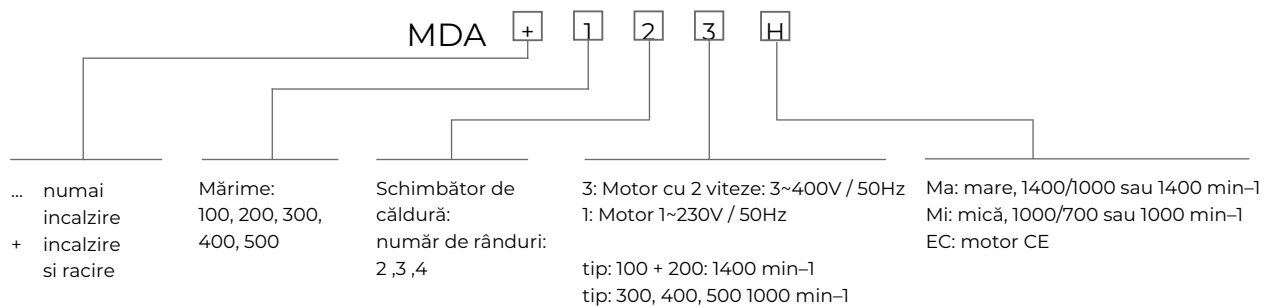 MDA + 1 2 3 H
... numai
incalzire
+ incalzire
si racire
Mărime:
100, 200, 300,
400, 500
Schimbător de
căldură:
număr de rânduri:
2 ,3 ,4
3: Motor cu 2 viteze: 3~400V / 50Hz
1: Motor 1~230V / 50Hz
tip: 100 + 200: 1400 min–1
tip: 300, 400, 500 1000 min–1
Ma: mare, 1400/1000 sau 1400 min–1
Mi: mică, 1000/700 sau 1000 min–1
EC: motor CE